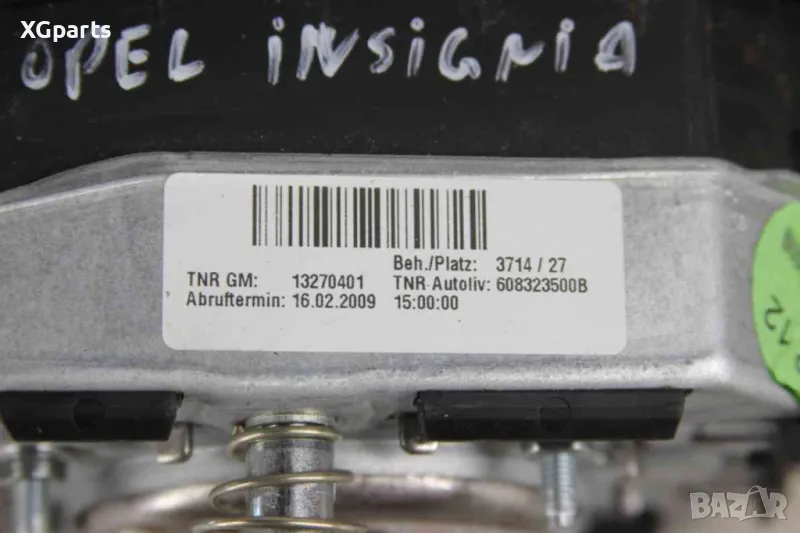 XGparts
OPEL INSIGNIA
Beh./Platz: 3714 / 27
TNR GM: 13270401 TNR Autoliv: 608323500B
Abruftermin: 16.02.2009 15:00:00
12
BAZAR